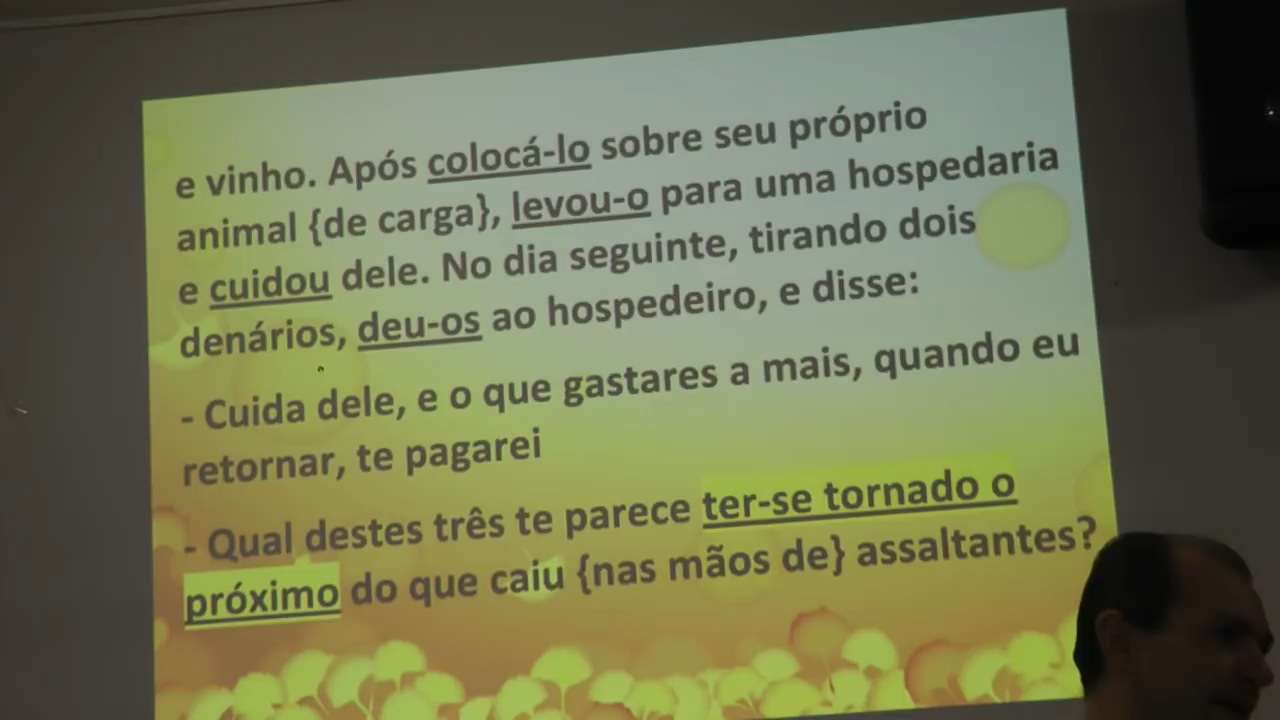 e vinho. Após colocá-lo sobre seu próprio
animal {de carga}, levou-o para uma hospedaria
e cuidou dele. No dia seguinte, tirando dois
denários, deu-os ao hospedeiro, e disse:
- Cuida dele, e o que gastares a mais, quando eu
retornar, te pagarei
- Qual destes três te parece ter-se tornado o
próximo do que caiu {nas mãos de} assaltantes?